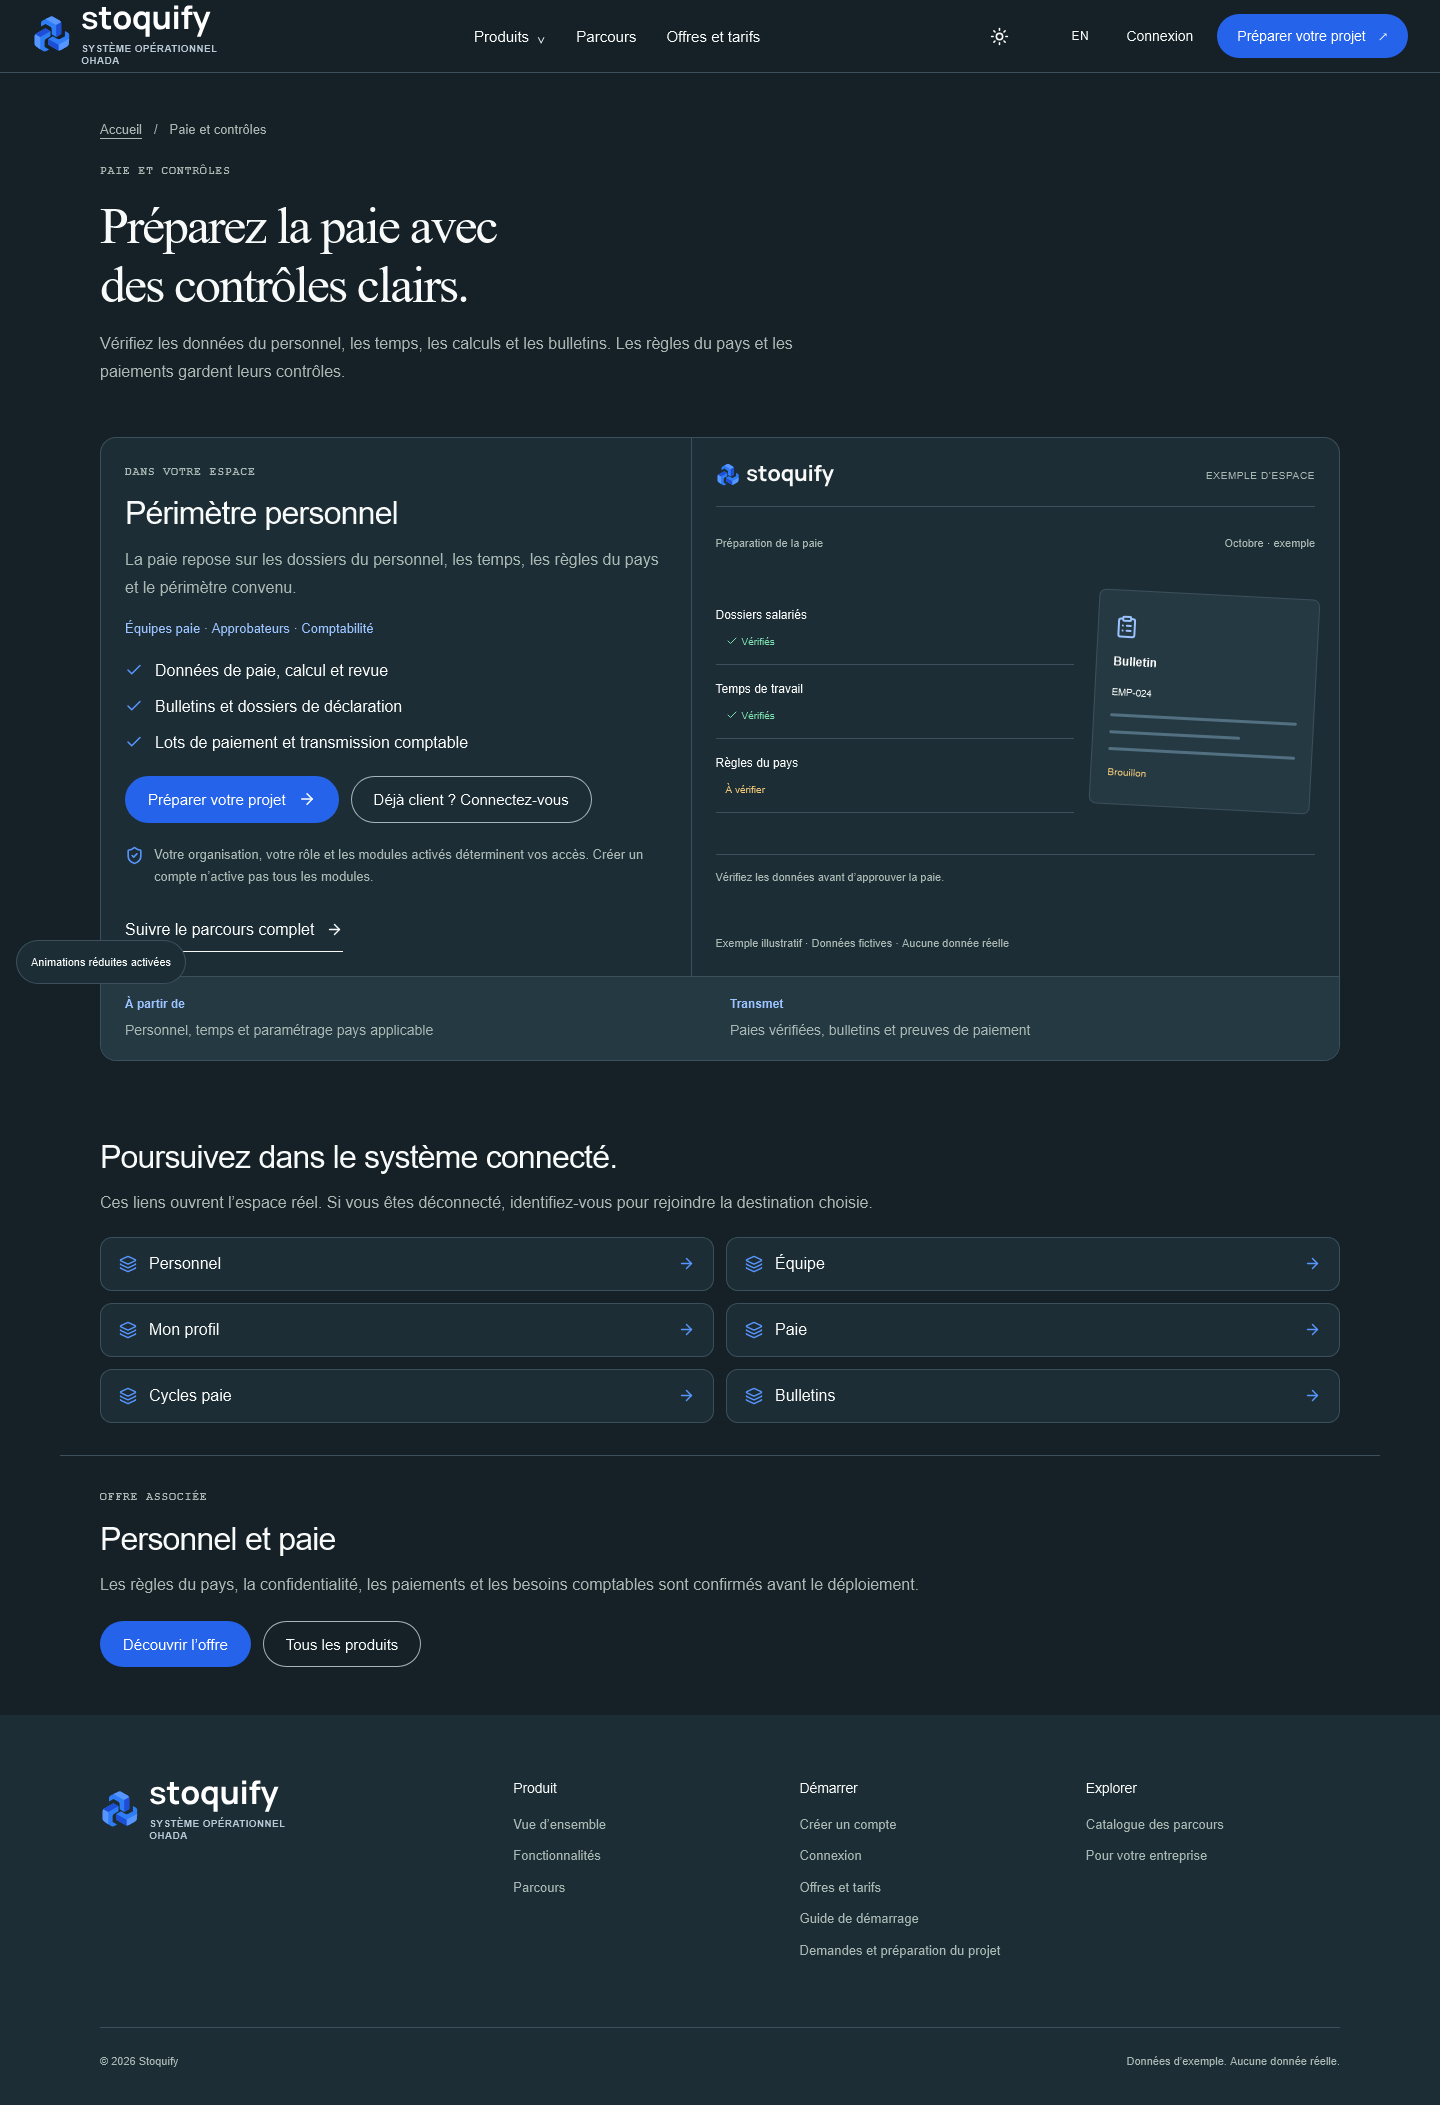 stoquify
SYSTÈME OPÉRATIONNEL
OHADA
Produits
Parcours
Offres et tarifs
EN
Connexion
Préparer votre projet ↗
Accueil / Paie et contrôles
PAIE ET CONTRÔLES
Préparez la paie avec
des contrôles clairs.
Vérifiez les données du personnel, les temps, les calculs et les bulletins. Les règles du pays et les
paiements gardent leurs contrôles.
DANS VOTRE ESPACE
Périmètre personnel
La paie repose sur les dossiers du personnel, les temps, les règles du pays
et le périmètre convenu.
Équipes paie · Approbateurs · Comptabilité
Données de paie, calcul et revue
Bulletins et dossiers de déclaration
Lots de paiement et transmission comptable
Préparer votre projet →
Déjà client ? Connectez-vous
Votre organisation, votre rôle et les modules activés déterminent vos accès. Créer un
compte n’active pas tous les modules.
Suivre le parcours complet →
Animations réduites activées
stoquify
EXEMPLE D’ESPACE
Préparation de la paie
Octobre · exemple
Dossiers salariés
Vérifiés
Temps de travail
Vérifiés
Règles du pays
À vérifier
Bulletin
EMP-024
Brouillon
Vérifiez les données avant d’approuver la paie.
Exemple illustratif · Données fictives · Aucune donnée réelle
À partir de
Personnel, temps et paramétrage pays applicable
Transmet
Paies vérifiées, bulletins et preuves de paiement
Poursuivez dans le système connecté.
Ces liens ouvrent l’espace réel. Si vous êtes déconnecté, identifiez-vous pour rejoindre la destination choisie.
Personnel
Équipe
Mon profil
Paie
Cycles paie
Bulletins
OFFRE ASSOCIÉE
Personnel et paie
Les règles du pays, la confidentialité, les paiements et les besoins comptables sont confirmés avant le déploiement.
Découvrir l’offre
Tous les produits
stoquify
SYSTÈME OPÉRATIONNEL
OHADA
Produit
Vue d’ensemble
Fonctionnalités
Parcours
Démarrer
Créer un compte
Connexion
Offres et tarifs
Guide de démarrage
Demandes et préparation du projet
Explorer
Catalogue des parcours
Pour votre entreprise
© 2026 Stoquify
Données d’exemple. Aucune donnée réelle.